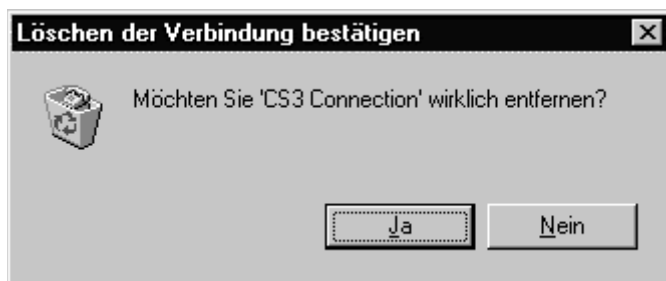 Löschen der Verbindung bestätigen
Möchten Sie 'CS3 Connection' wirklich entfernen?
Ja
Nein